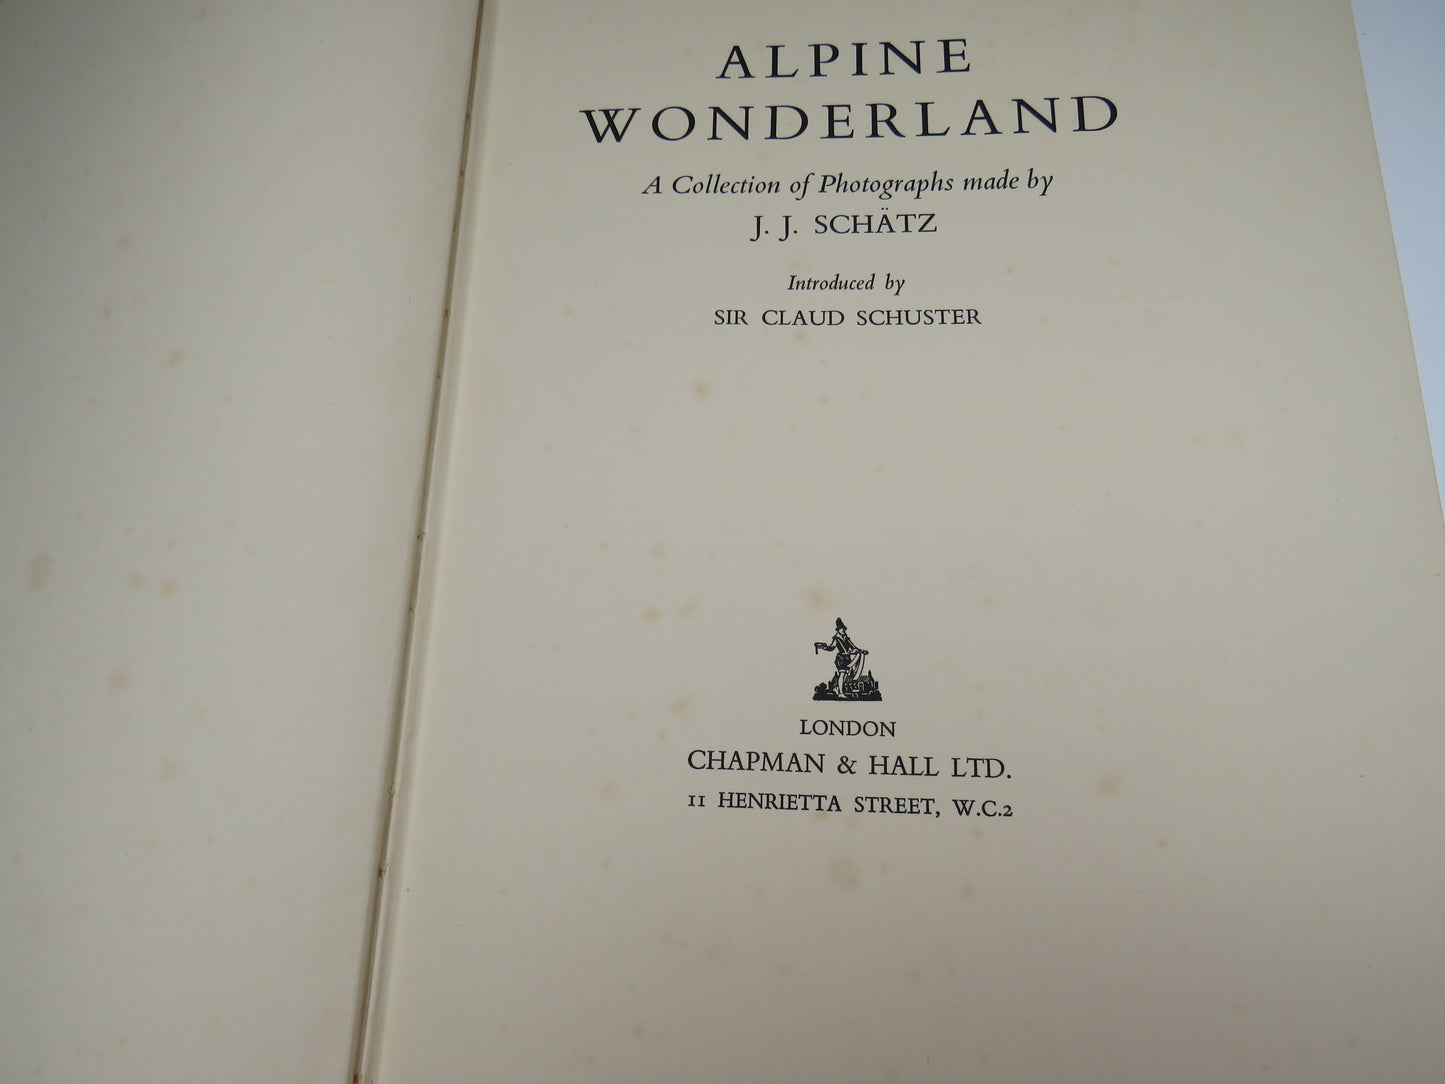 ALPINE
WONDERLAND
A Collection of Photographs made by
J. J. SCHÄTZ
Introduced by
SIR CLAUD SCHUSTER
LONDON
CHAPMAN & HALL LTD.
11 HENRIETTA STREET, W.C.2